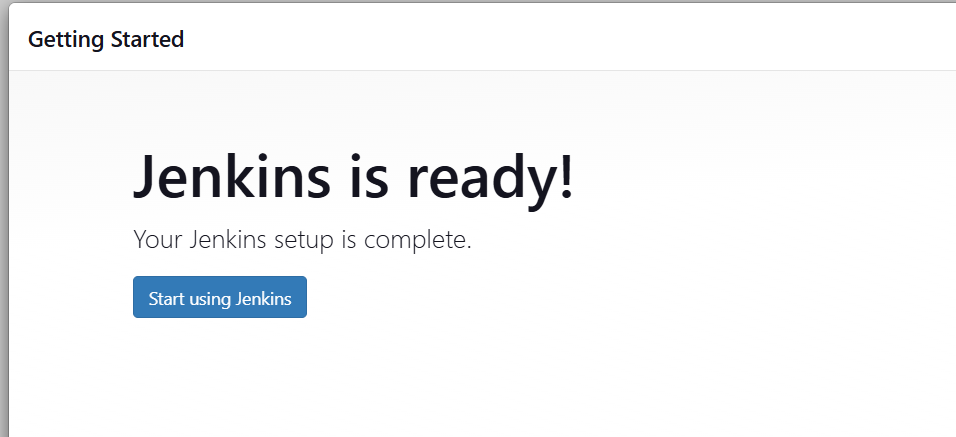 Getting Started
Jenkins is ready!
Your Jenkins setup is complete.
Start using Jenkins